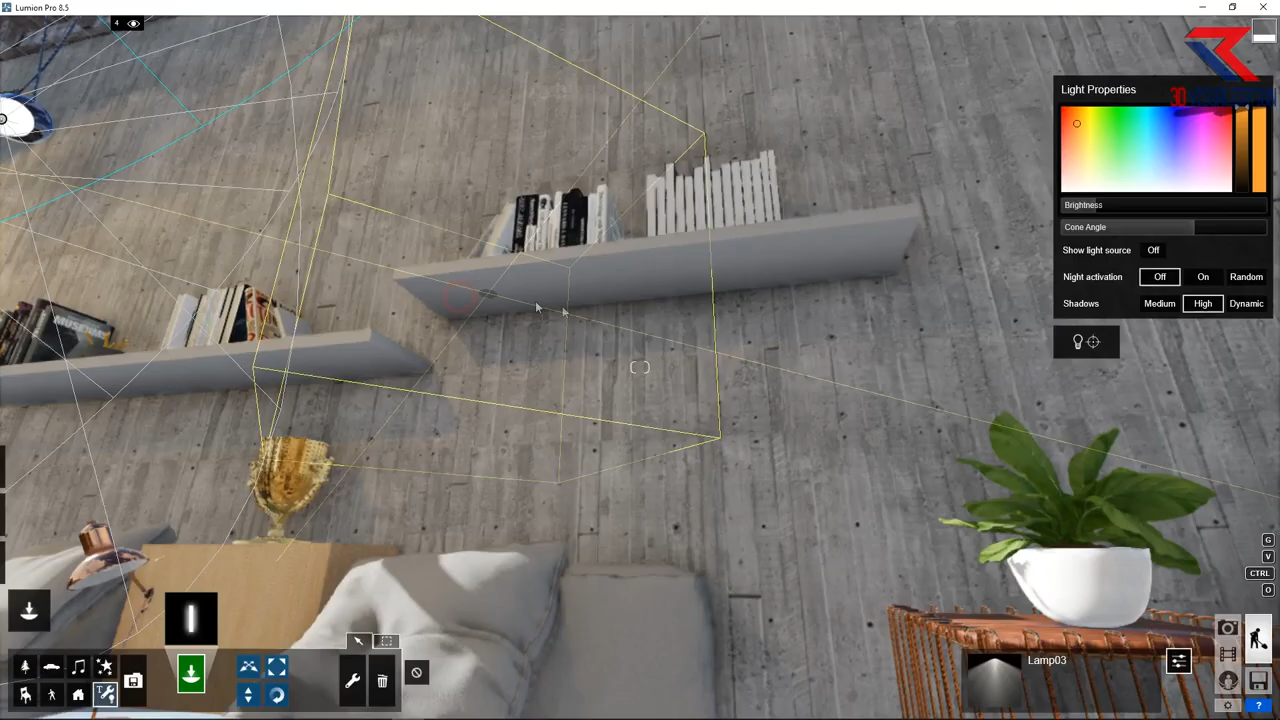 Lumion Pro 8.5
4
Light Properties
Brightness
Cone Angle
Show light source Off
Night activation Off On Random
Shadows Medium High Dynamic
G
V
CTRL
O
Lamp03
?